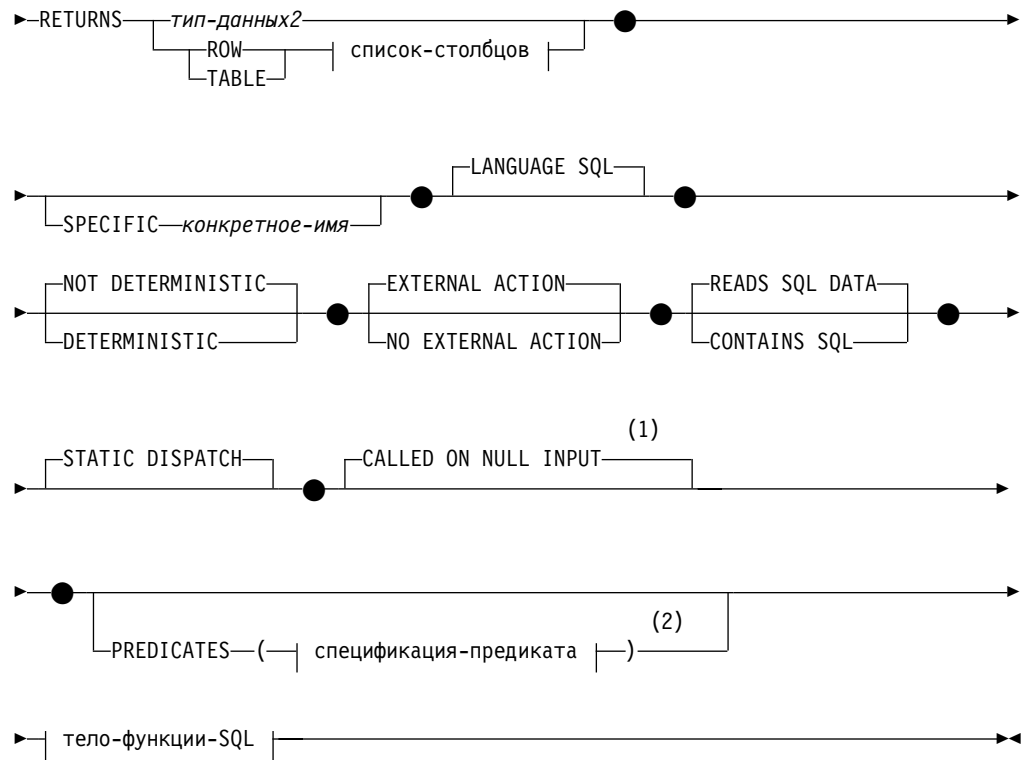 RETURNS тип-данных2
ROW список-столбцов
TABLE
LANGUAGE SQL
SPECIFIC конкретное-имя
NOT DETERMINISTIC EXTERNAL ACTION READS SQL DATA
DETERMINISTIC NO EXTERNAL ACTION CONTAINS SQL
(1)
STATIC DISPATCH CALLED ON NULL INPUT
(2)
PREDICATES ( спецификация-предиката )
тело-функции-SQL